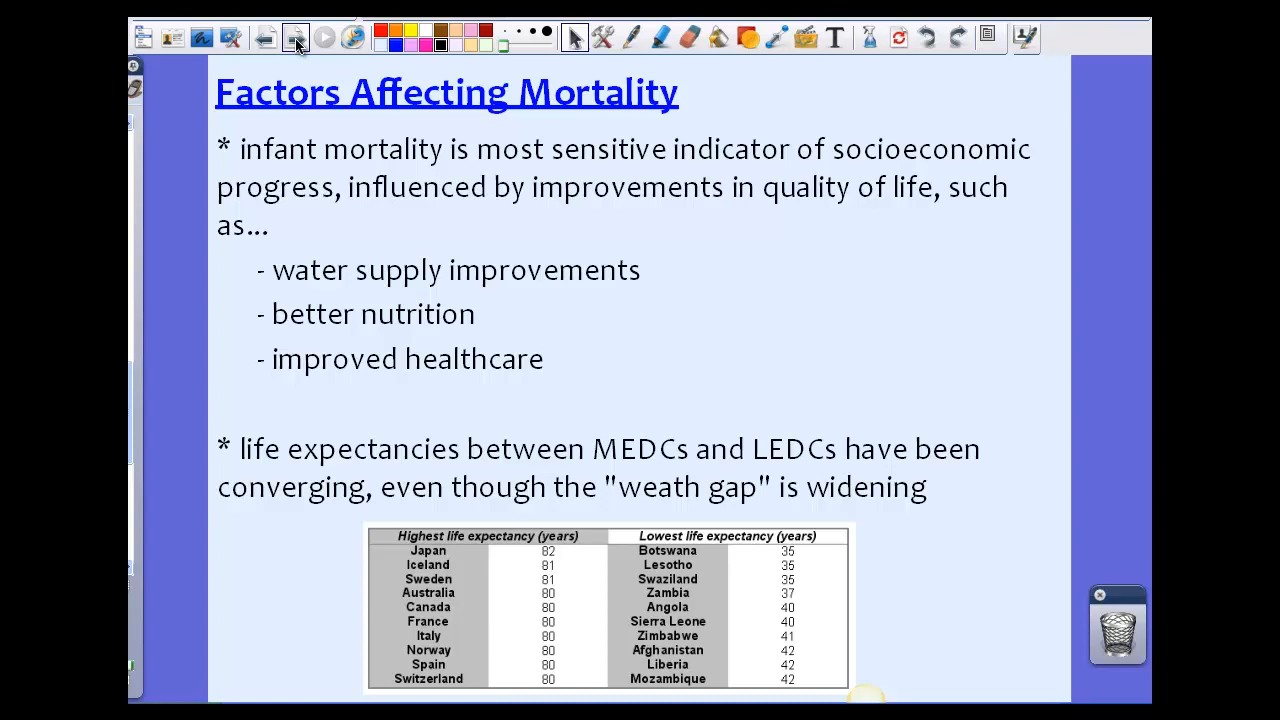 Factors Affecting Mortality
* infant mortality is most sensitive indicator of socioeconomic
progress, influenced by improvements in quality of life, such
as...
- water supply improvements
- better nutrition
- improved healthcare
* life expectancies between MEDCs and LEDCs have been
converging, even though the "weath gap" is widening
Highest life expectancy (years) Lowest life expectancy (years)
Japan 82 Botswana 35
Iceland 81 Lesotho 35
Sweden 81 Swaziland 35
Australia 80 Zambia 37
Canada 80 Angola 40
France 80 Sierra Leone 40
Italy 80 Zimbabwe 41
Norway 80 Afghanistan 42
Spain 80 Liberia 42
Switzerland 80 Mozambique 42